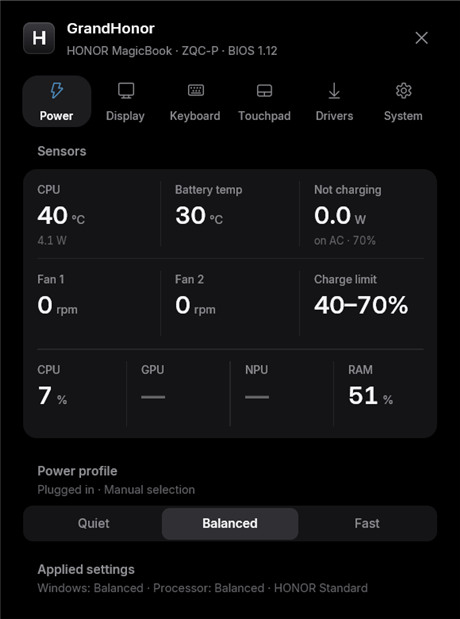 H
GrandHonor
HONOR MagicBook · ZQC-P · BIOS 1.12
Power
Display
Keyboard
Touchpad
Drivers
System
Sensors
CPU
40 °C
4.1 W
Battery temp
30 °C
Not charging
0.0 W
on AC · 70%
Fan 1
0 rpm
Fan 2
0 rpm
Charge limit
40–70%
CPU
7 %
GPU
—
NPU
—
RAM
51 %
Power profile
Plugged in · Manual selection
Quiet
Balanced
Fast
Applied settings
Windows: Balanced · Processor: Balanced · HONOR Standard